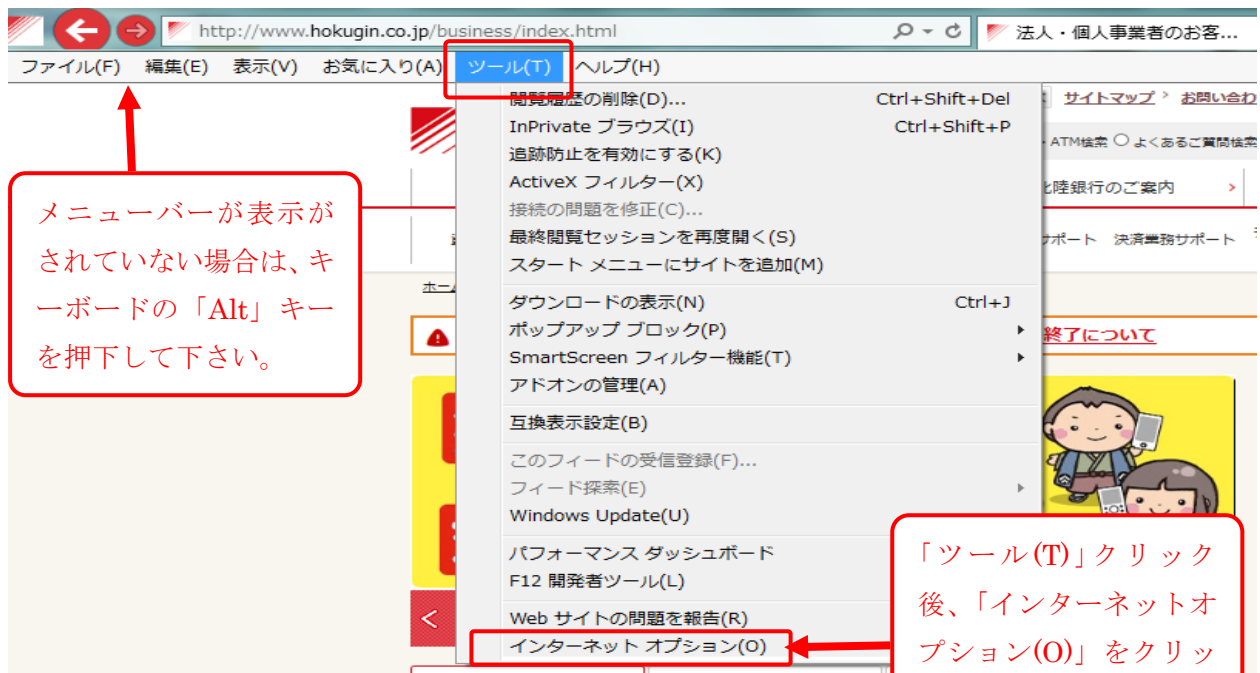 http://www.hokugin.co.jp/business/index.html
法人・個人事業者のお客...
ファイル(F) 編集(E) 表示(V) お気に入り(A) ツール(T) ヘルプ(H)
閲覧履歴の削除(D)... Ctrl+Shift+Del
InPrivate ブラウズ(I) Ctrl+Shift+P
追跡防止を有効にする(K)
ActiveX フィルター(X)
接続の問題を修正(C)...
最終閲覧セッションを再度開く(S)
スタート メニューにサイトを追加(M)
ダウンロードの表示(N) Ctrl+J
ポップアップ ブロック(P)
SmartScreen フィルター機能(T)
アドオンの管理(A)
互換表示設定(B)
このフィードの受信登録(F)...
フィード探索(E)
Windows Update(U)
パフォーマンス ダッシュボード
F12 開発者ツール(L)
Web サイトの問題を報告(R)
インターネット オプション(O)
サイトマップ お問い合わ
ATM検索 よくあるご質問検索
陸銀行のご案内
サポート 決済業務サポート
ホーム
終了について
メニューバーが表示が
されていない場合は、キ
ーボードの「Alt」キー
を押下して下さい。
「ツール(T)」クリック
後、「インターネットオ
プション(O)」をクリッ